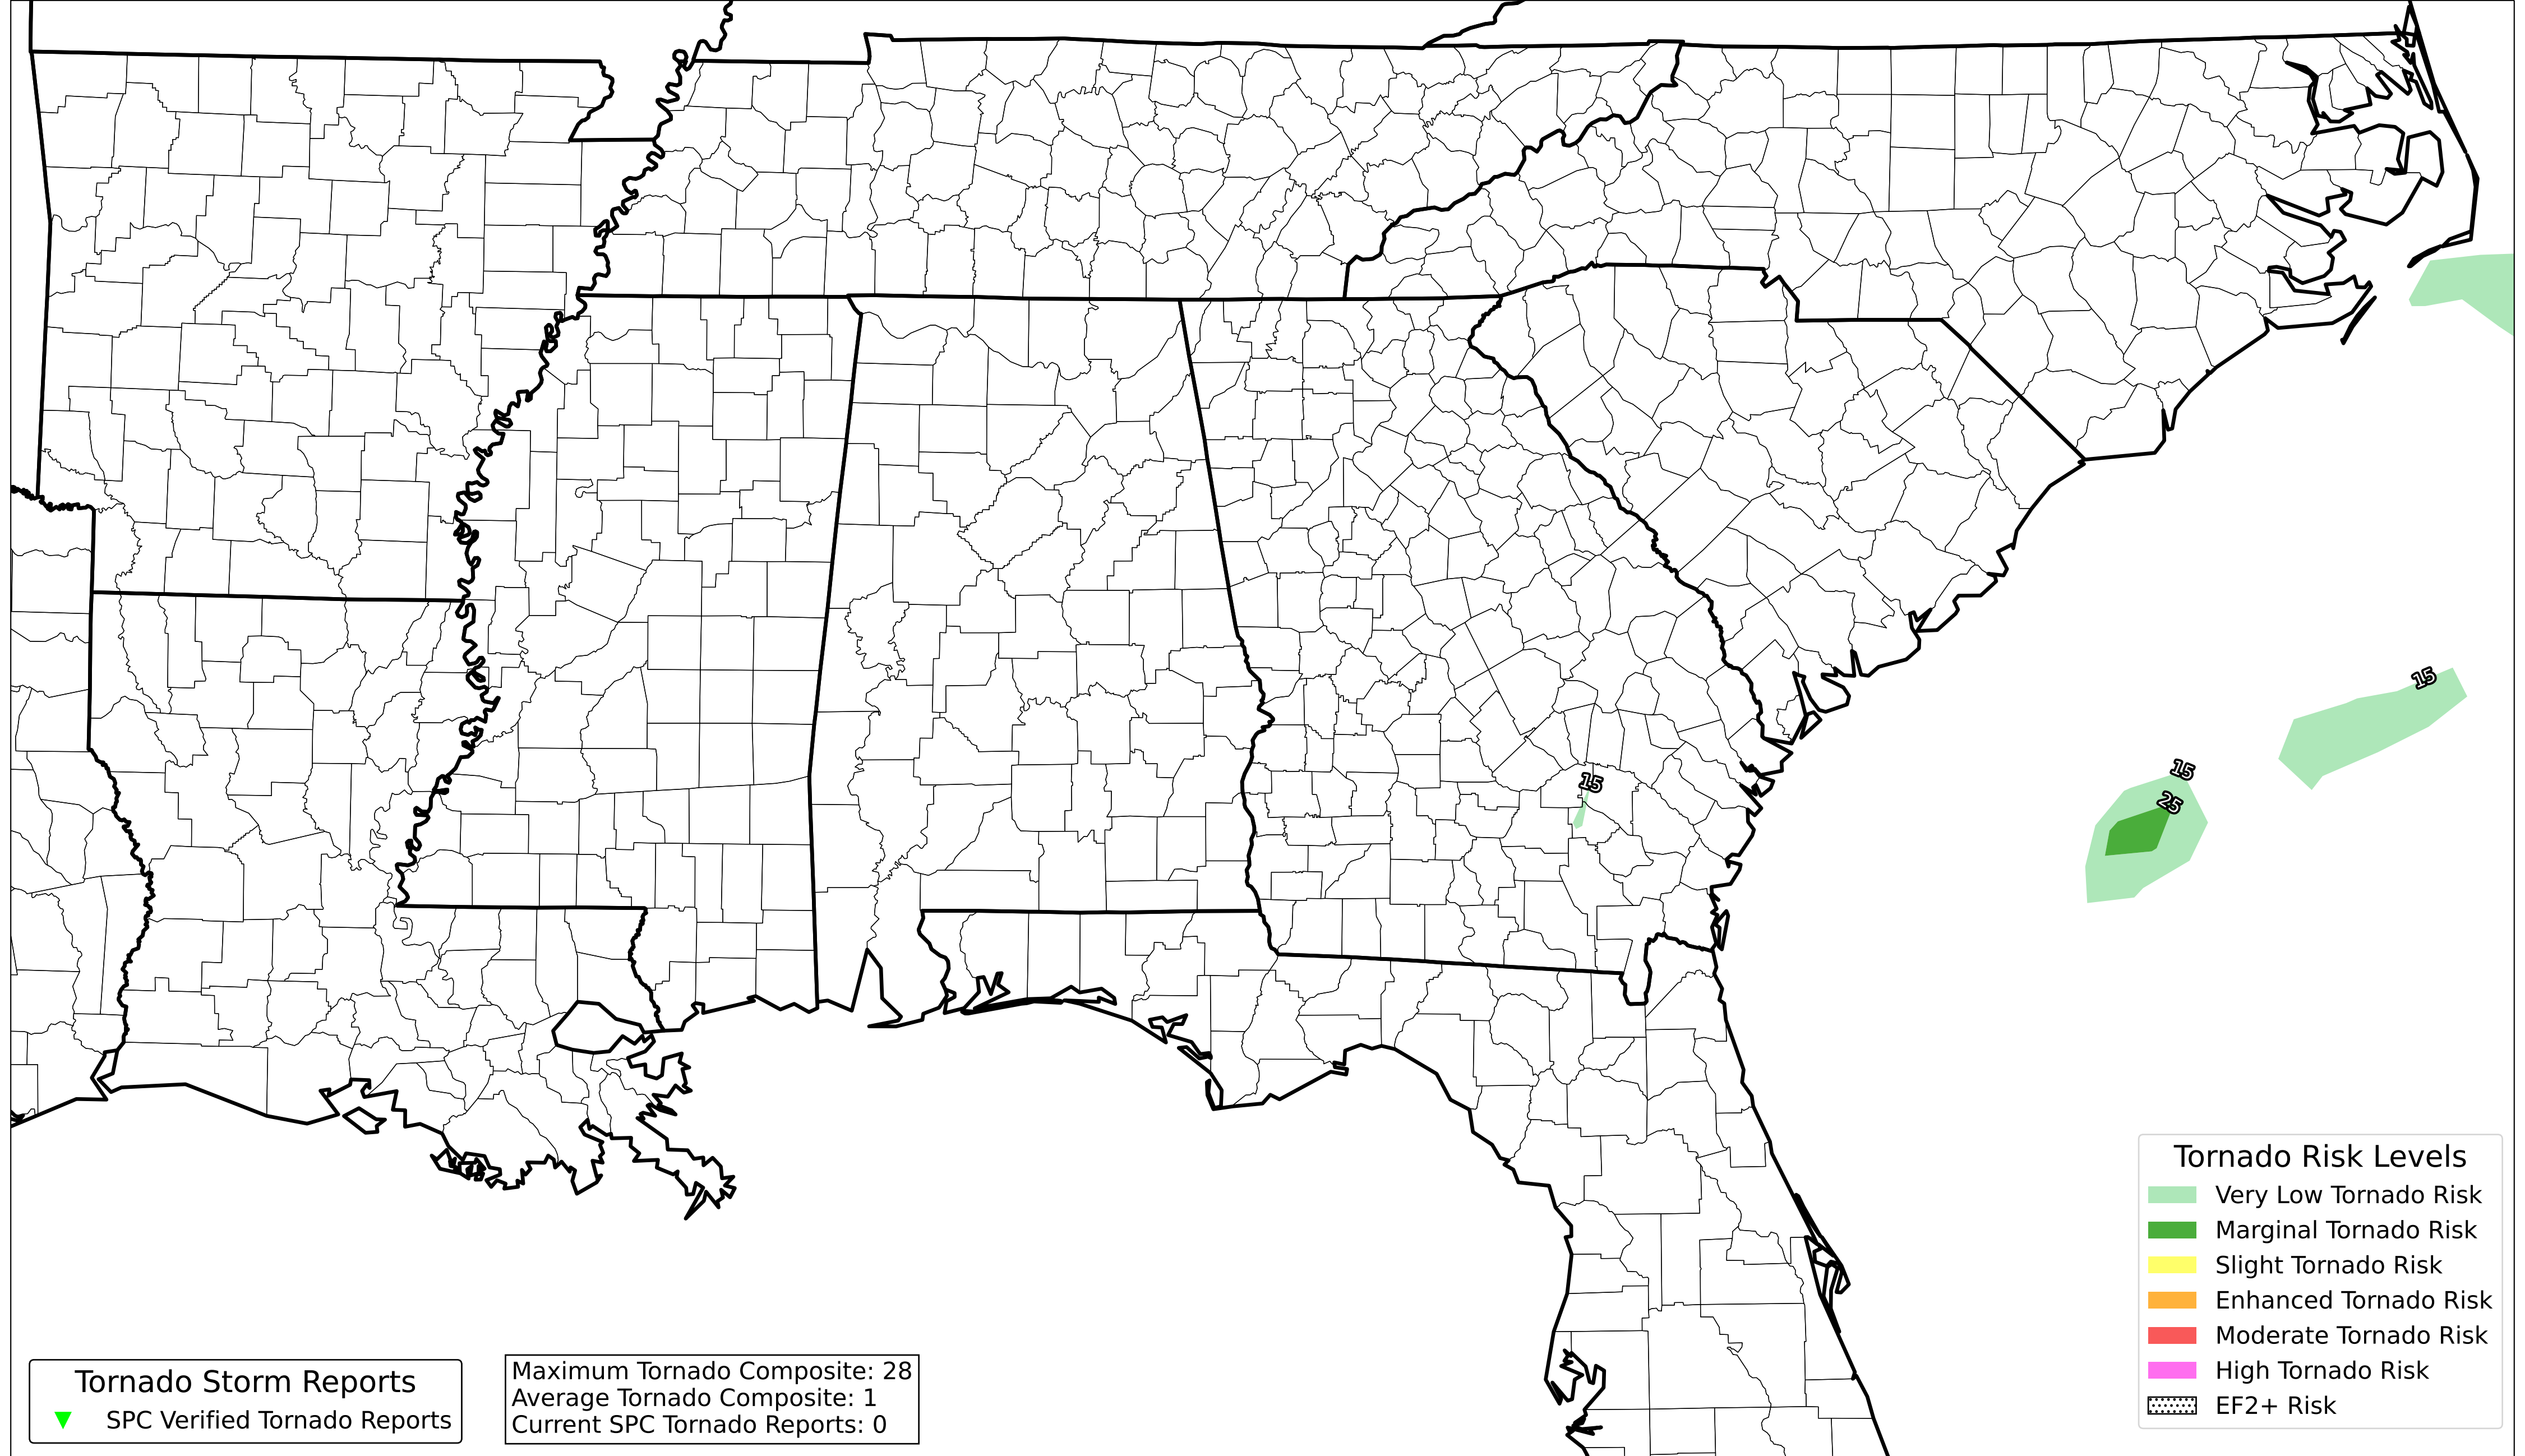 15
15
25
15
Tornado Risk Levels
Very Low Tornado Risk
Marginal Tornado Risk
Slight Tornado Risk
Enhanced Tornado Risk
Moderate Tornado Risk
High Tornado Risk
EF2+ Risk
Tornado Storm Reports
SPC Verified Tornado Reports
Maximum Tornado Composite: 28
Average Tornado Composite: 1
Current SPC Tornado Reports: 0